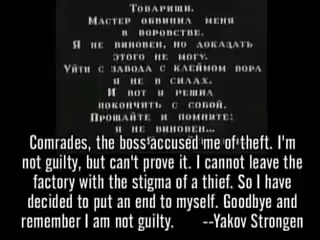 Товарищи.
Мастер обвинил меня
в воровстве.
Я не виновен, но доказать
этого не могу.
Уйти с завода с клеймом вора
я не в силах.
И вот я решил
покончить с собой.
Прощайте и помните:
я не виновен...
Comrades, the boss accused me of theft. I'm
not guilty, but can't prove it. I cannot leave the
factory with the stigma of a thief. So I have
decided to put an end to myself. Goodbye and
remember I am not guilty. --Yakov Strongen